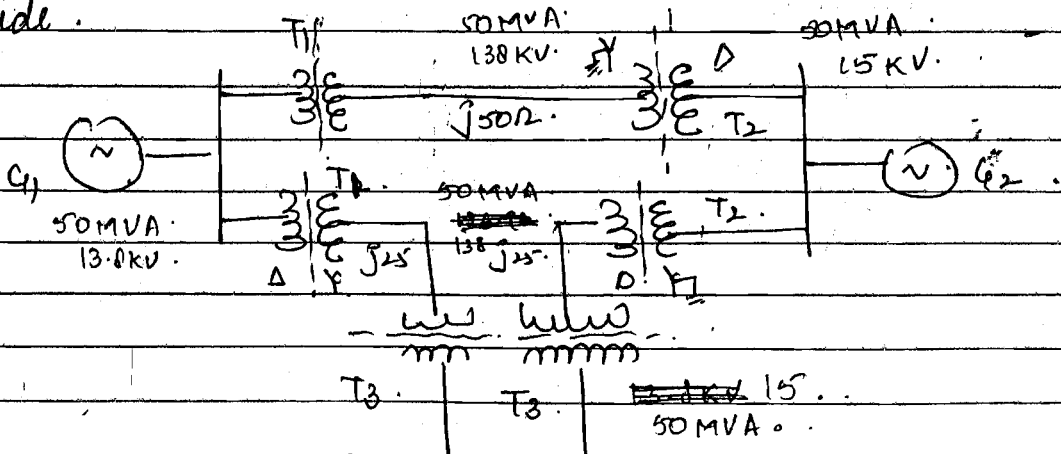 ide.
T1 50MVA. 50MVA.
138KV. Y Δ 15KV.
j50Ω. T2
~ ~
G1 G2.
50MVA T2.
50MVA. 138 j25.
13.8KV. j25
Δ Y Δ Y
T3. T3. 15.
50MVA.